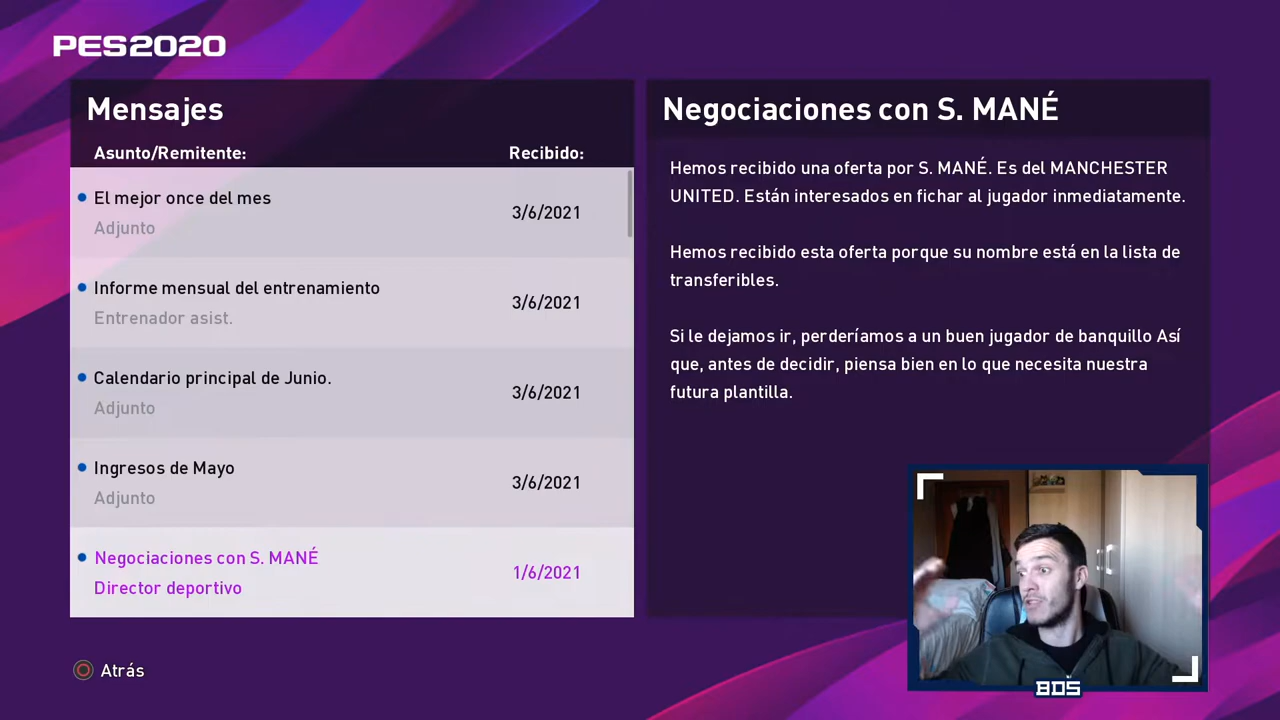 PES2020
Mensajes
Asunto/Remitente:
Recibido:
El mejor once del mes
Adjunto
3/6/2021
Informe mensual del entrenamiento
Entrenador asist.
3/6/2021
Calendario principal de Junio.
Adjunto
3/6/2021
Ingresos de Mayo
Adjunto
3/6/2021
Negociaciones con S. MANÉ
Director deportivo
1/6/2021
Negociaciones con S. MANÉ
Hemos recibido una oferta por S. MANÉ. Es del MANCHESTER
UNITED. Están interesados en fichar al jugador inmediatamente.
Hemos recibido esta oferta porque su nombre está en la lista de
transferibles.
Si le dejamos ir, perderíamos a un buen jugador de banquillo Así
que, antes de decidir, piensa bien en lo que necesita nuestra
futura plantilla.
Atrás
BDS